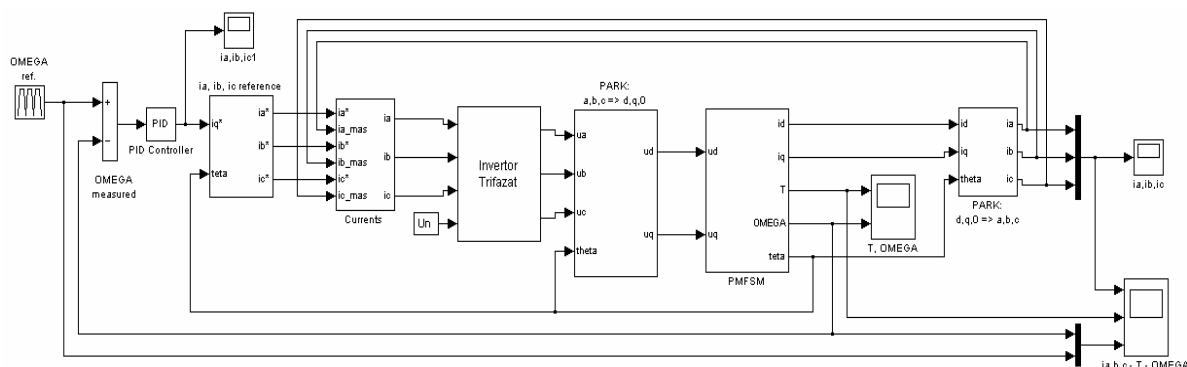 OMEGA
ref.
+
−
OMEGA
measured
PID
PID Controller
ia,ib,ic1
ia, ib, ic reference
iq*
teta
ia*
ib*
ic*
ia*
ia_mas
ib*
ib_mas
ic*
ic_mas
ia
ib
ic
Currents
Un
Invertor
Trifazat
PARK:
a,b,c => d,q,0
ua
ub
uc
theta
ud
uq
ud
uq
id
iq
T
OMEGA
teta
PMFSM
T, OMEGA
id
iq
theta
ia
ib
ic
PARK:
d,q,0 => a,b,c
ia,ib,ic
ia,b,c - T - OMEGA